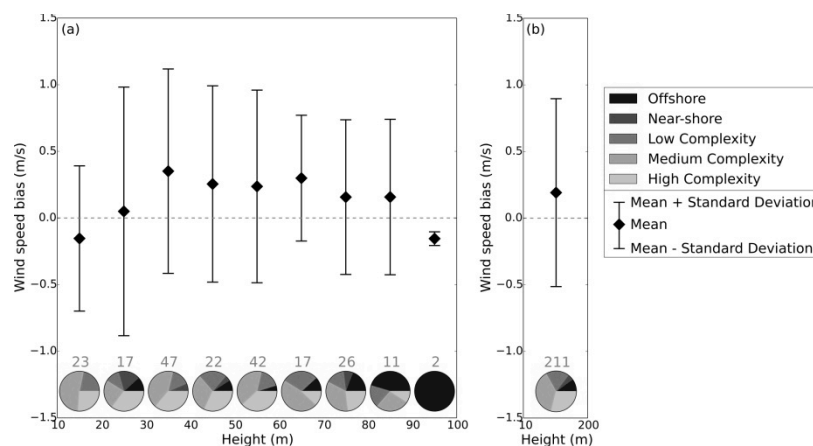 1.5
(a)
1.0
0.5
0.0
−0.5
−1.0
−1.5
Wind speed bias (m/s)
23 17 47 22 42 17 26 11 2
10 20 30 40 50 60 70 80 90 100
Height (m)
1.5
(b)
1.0
0.5
0.0
−0.5
−1.0
−1.5
Wind speed bias (m/s)
211
10 200
Height (m)
Offshore
Near-shore
Low Complexity
Medium Complexity
High Complexity
Mean + Standard Deviation
Mean
Mean - Standard Deviation